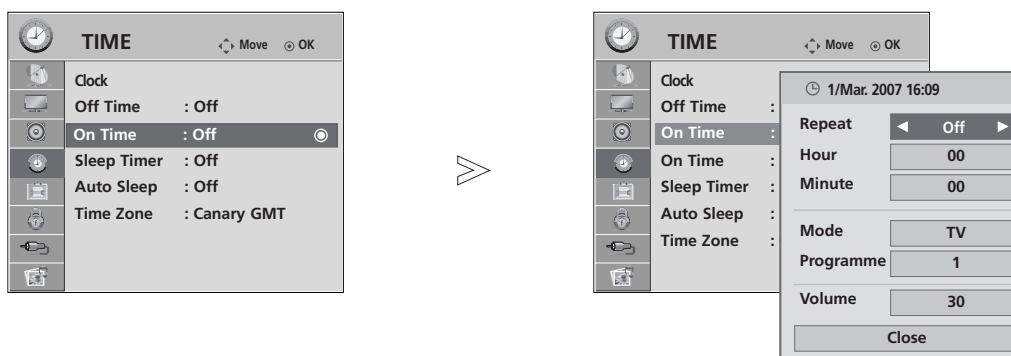 TIME Move OK
Clock
Off Time : Off
On Time : Off
Sleep Timer : Off
Auto Sleep : Off
Time Zone : Canary GMT
TIME Move OK
Clock
Off Time :
On Time :
On Time :
Sleep Timer :
Auto Sleep :
Time Zone :
1/Mar. 2007 16:09
Repeat ◀ Off ▶
Hour 00
Minute 00
Mode TV
Programme 1
Volume 30
Close